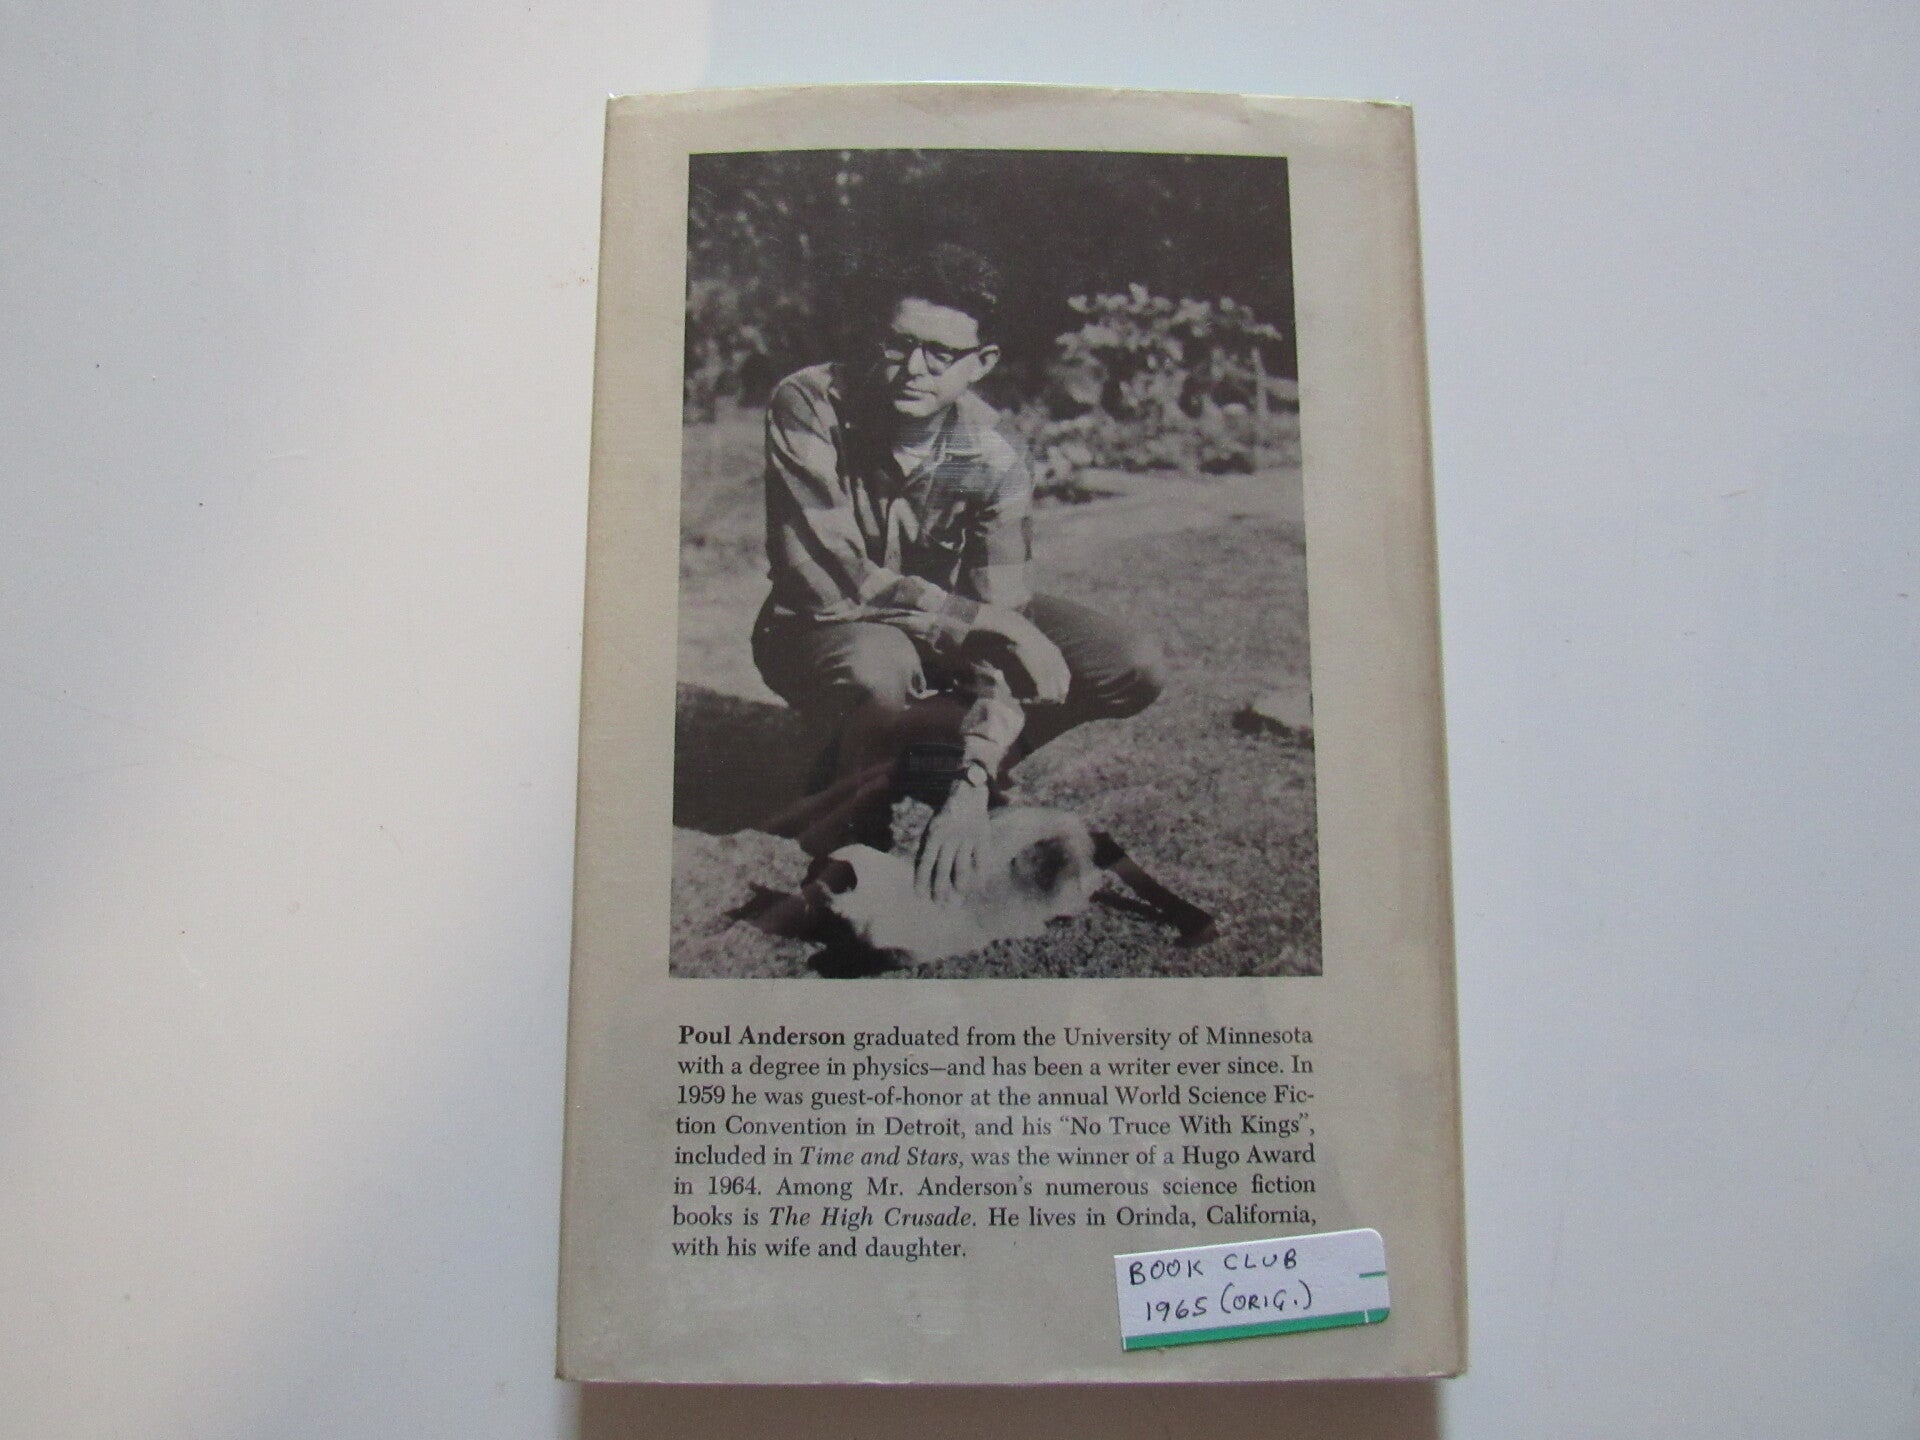 Poul Anderson graduated from the University of Minnesota
with a degree in physics—and has been a writer ever since. In
1959 he was guest-of-honor at the annual World Science Fic-
tion Convention in Detroit, and his “No Truce With Kings”,
included in Time and Stars, was the winner of a Hugo Award
in 1964. Among Mr. Anderson's numerous science fiction
books is The High Crusade. He lives in Orinda, California,
with his wife and daughter.
BOOK CLUB
1965 (ORIG.)